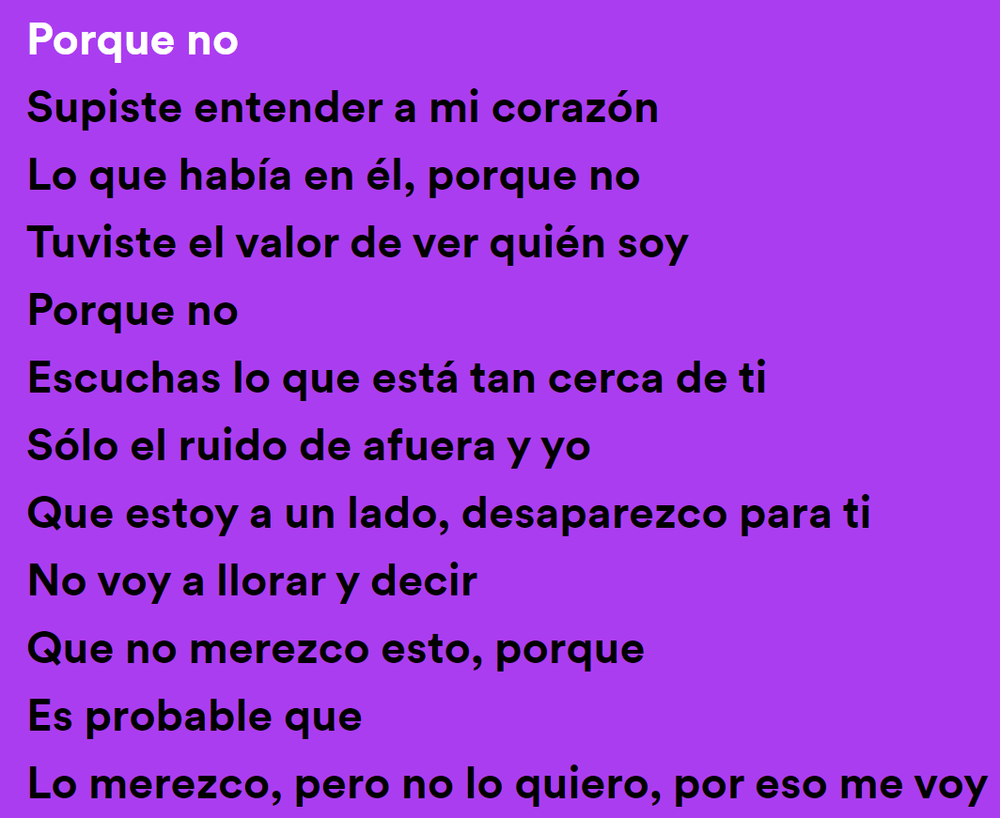 Porque no
Supiste entender a mi corazón
Lo que había en él, porque no
Tuviste el valor de ver quién soy
Porque no
Escuchas lo que está tan cerca de ti
Sólo el ruido de afuera y yo
Que estoy a un lado, desaparezco para ti
No voy a llorar y decir
Que no merezco esto, porque
Es probable que
Lo merezco, pero no lo quiero, por eso me voy